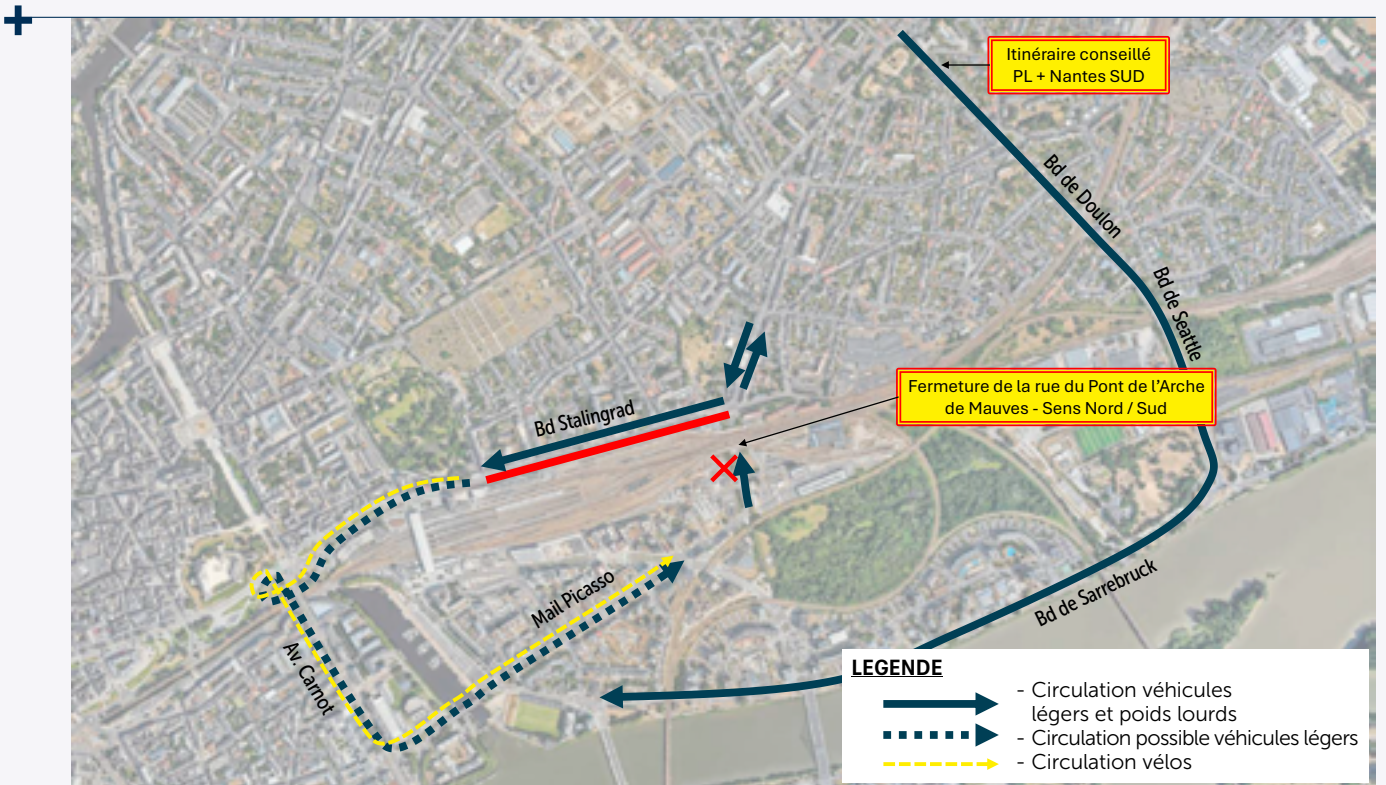 Itinéraire conseillé
PL + Nantes SUD
Bd de Doulon
Bd de Seattle
Fermeture de la rue du Pont de l’Arche
de Mauves - Sens Nord / Sud
Bd Stalingrad
Mail Picasso
Av. Carnot
Bd de Sarrebruck
LEGENDE
- Circulation véhicules
légers et poids lourds
- Circulation possible véhicules légers
- Circulation vélos